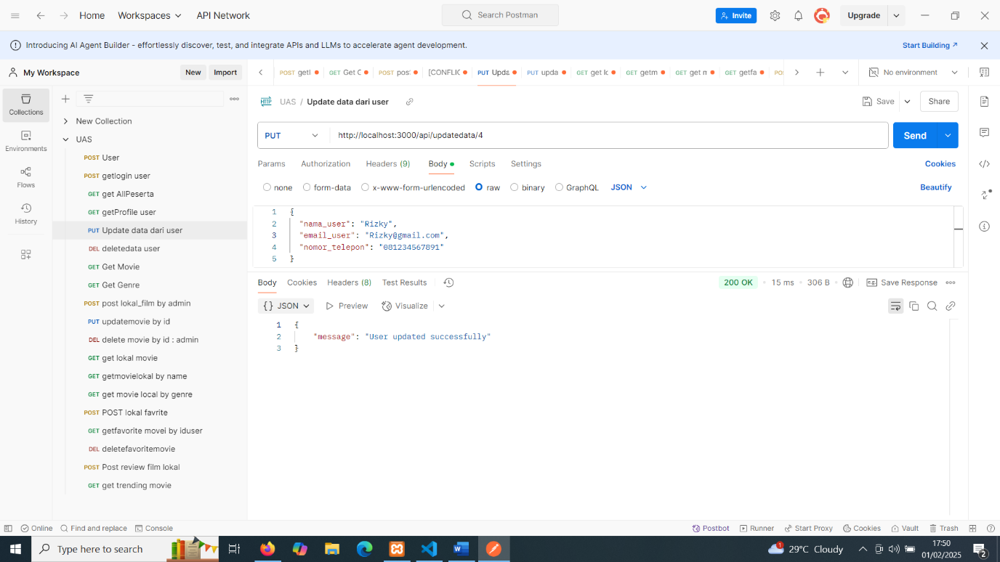 Home
Workspaces
API Network
Search Postman
Invite
Upgrade
Introducing AI Agent Builder - effortlessly discover, test, and integrate APIs and LLMs to accelerate agent development.
Start Building
My Workspace
New
Import
POST getl
GET Get C
POST pos
[CONFLIC
PUT Upda
PUT upda
GET get lo
GET getm
GET get m
GET getfa
PO
No environment
Collections
Environments
Flows
History
New Collection
UAS
POST User
POST getlogin user
GET get AllPeserta
GET getProfile user
PUT Update data dari user
DEL deletedata user
GET Get Movie
GET Get Genre
POST post lokal_film by admin
PUT updatemovie by id
DEL delete movie by id : admin
GET get lokal movie
GET getmovielokal by name
GET get movie local by genre
POST POST lokal favrite
GET getfavorite movei by iduser
DEL deletefavoritemovie
POST Post review film lokal
GET get trending movie
HTTP UAS / Update data dari user
Save
Share
PUT
http://localhost:3000/api/updatedata/4
Send
Params
Authorization
Headers (9)
Body
Scripts
Settings
Cookies
none
form-data
x-www-form-urlencoded
raw
binary
GraphQL
JSON
Beautify
1 {
2 "nama_user": "Rizky",
3 "email_user": "Rizky@gmail.com",
4 "nomor_telepon": "081234567891"
5 }
Body
Cookies
Headers (8)
Test Results
200 OK
15 ms
306 B
e.g.
Save Response
{} JSON
Preview
Visualize
1 {
2 "message": "User updated successfully"
3 }
Online
Find and replace
Console
Postbot
Runner
Start Proxy
Cookies
Vault
Trash
Type here to search
1
29°C Cloudy
17:50
01/02/2025
2